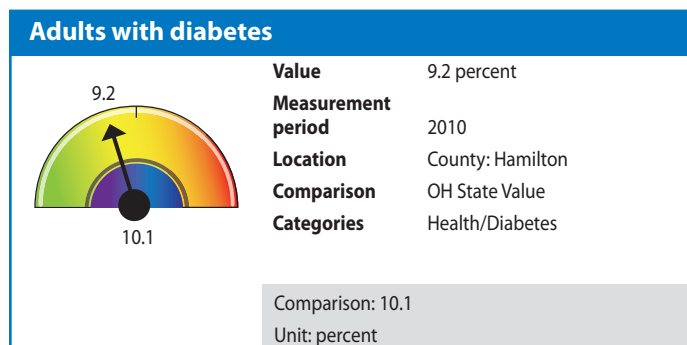 Adults with diabetes
9.2
10.1
Value 9.2 percent
Measurement
period 2010
Location County: Hamilton
Comparison OH State Value
Categories Health/Diabetes
Comparison: 10.1
Unit: percent